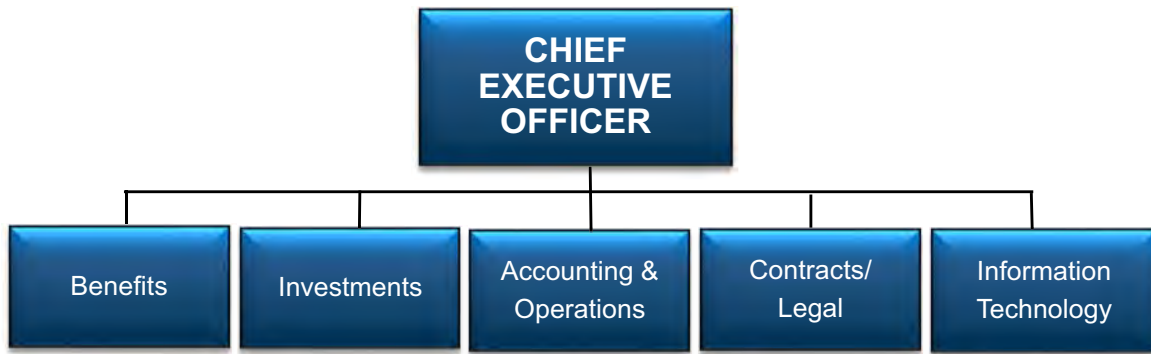 CHIEF
EXECUTIVE
OFFICER
Benefits
Investments
Accounting &
Operations
Contracts/
Legal
Information
Technology